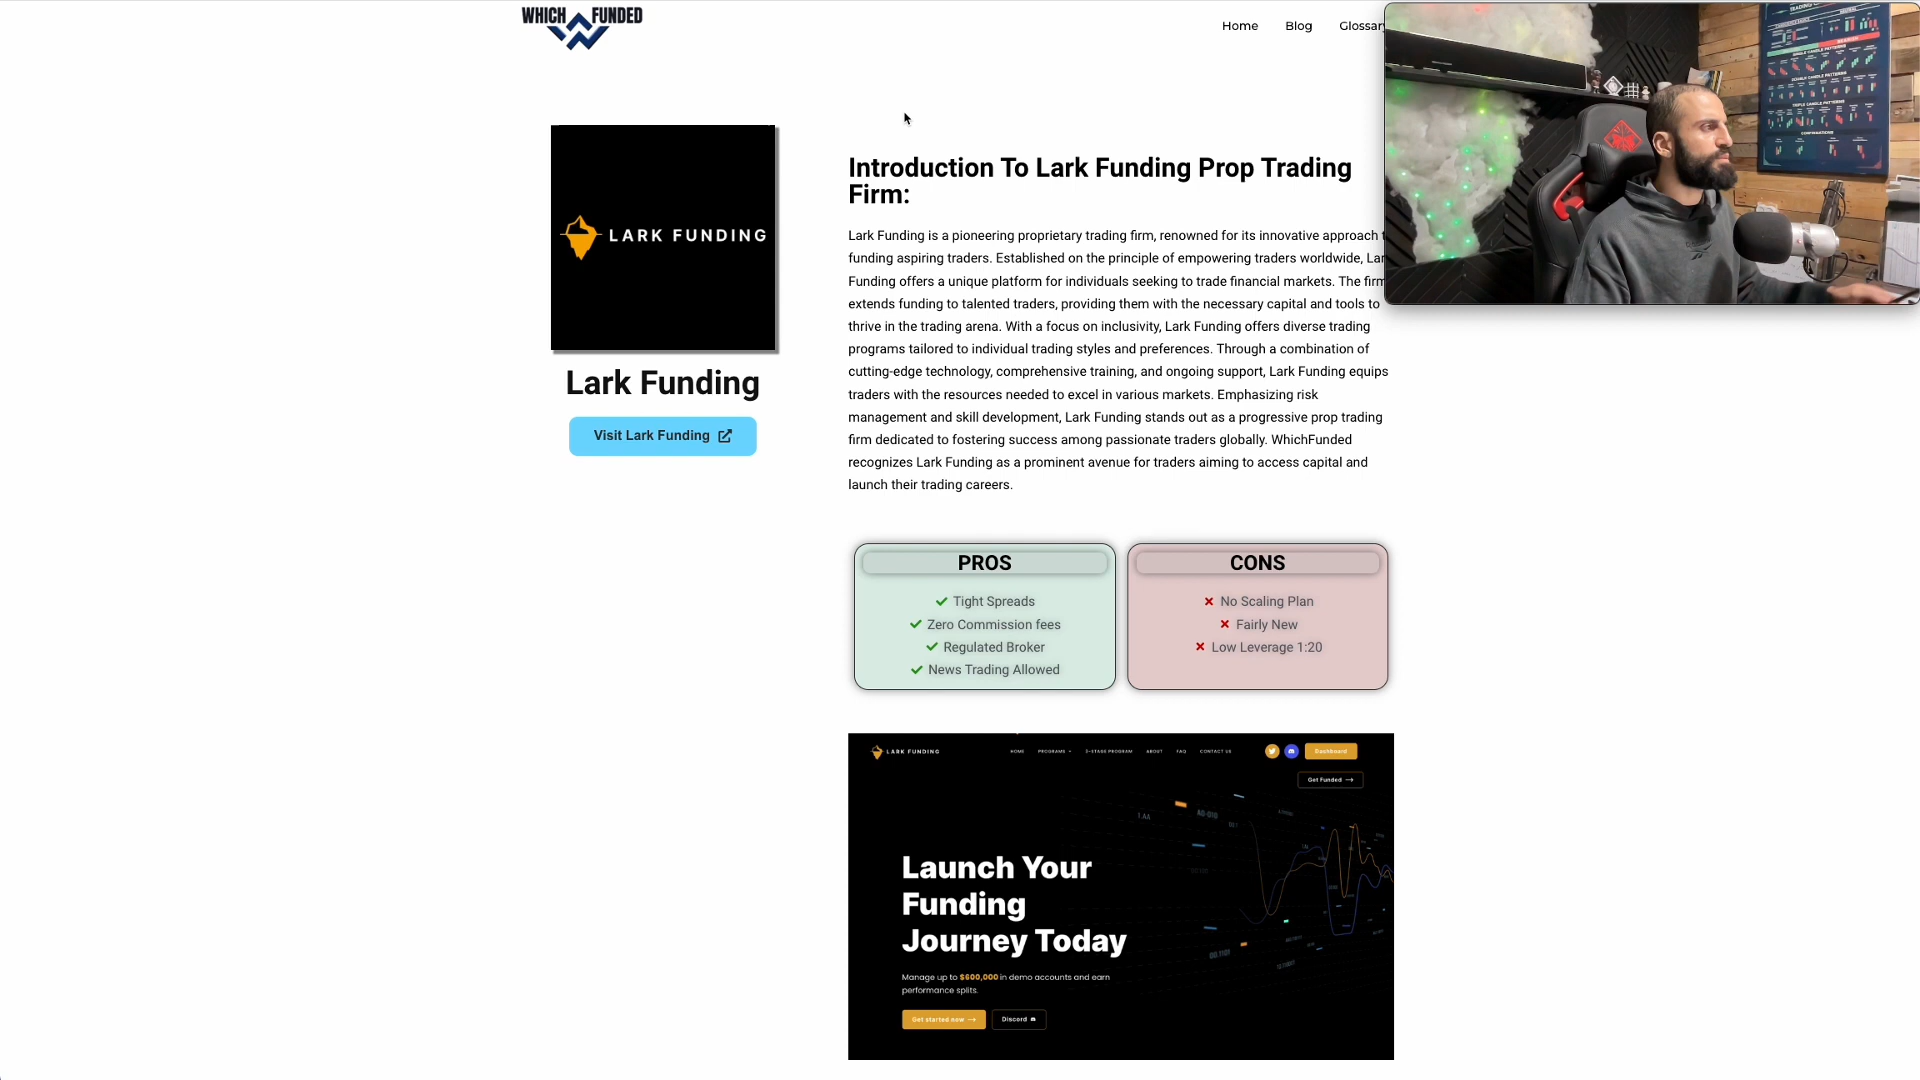 WHICH FUNDED
Home Blog Glossary
LARK FUNDING
Lark Funding
Visit Lark Funding
Introduction To Lark Funding Prop Trading
Firm:
Lark Funding is a pioneering proprietary trading firm, renowned for its innovative approach
funding aspiring traders. Established on the principle of empowering traders worldwide, Lar
Funding offers a unique platform for individuals seeking to trade financial markets. The firm
extends funding to talented traders, providing them with the necessary capital and tools to
thrive in the trading arena. With a focus on inclusivity, Lark Funding offers diverse trading
programs tailored to individual trading styles and preferences. Through a combination of
cutting-edge technology, comprehensive training, and ongoing support, Lark Funding equips
traders with the resources needed to excel in various markets. Emphasizing risk
management and skill development, Lark Funding stands out as a progressive prop trading
firm dedicated to fostering success among passionate traders globally. WhichFunded
recognizes Lark Funding as a prominent avenue for traders aiming to access capital and
launch their trading careers.
PROS
Tight Spreads
Zero Commission fees
Regulated Broker
News Trading Allowed
CONS
No Scaling Plan
Fairly New
Low Leverage 1:20
LARK FUNDING
HOME PROGRAMS 2-STAGE PROGRAM ABOUT FAQ CONTACT US
Dashboard
Get Funded
Launch Your
Funding
Journey Today
Manage up to $600,000 in demo accounts and earn
performance splits.
Get started now
Discord